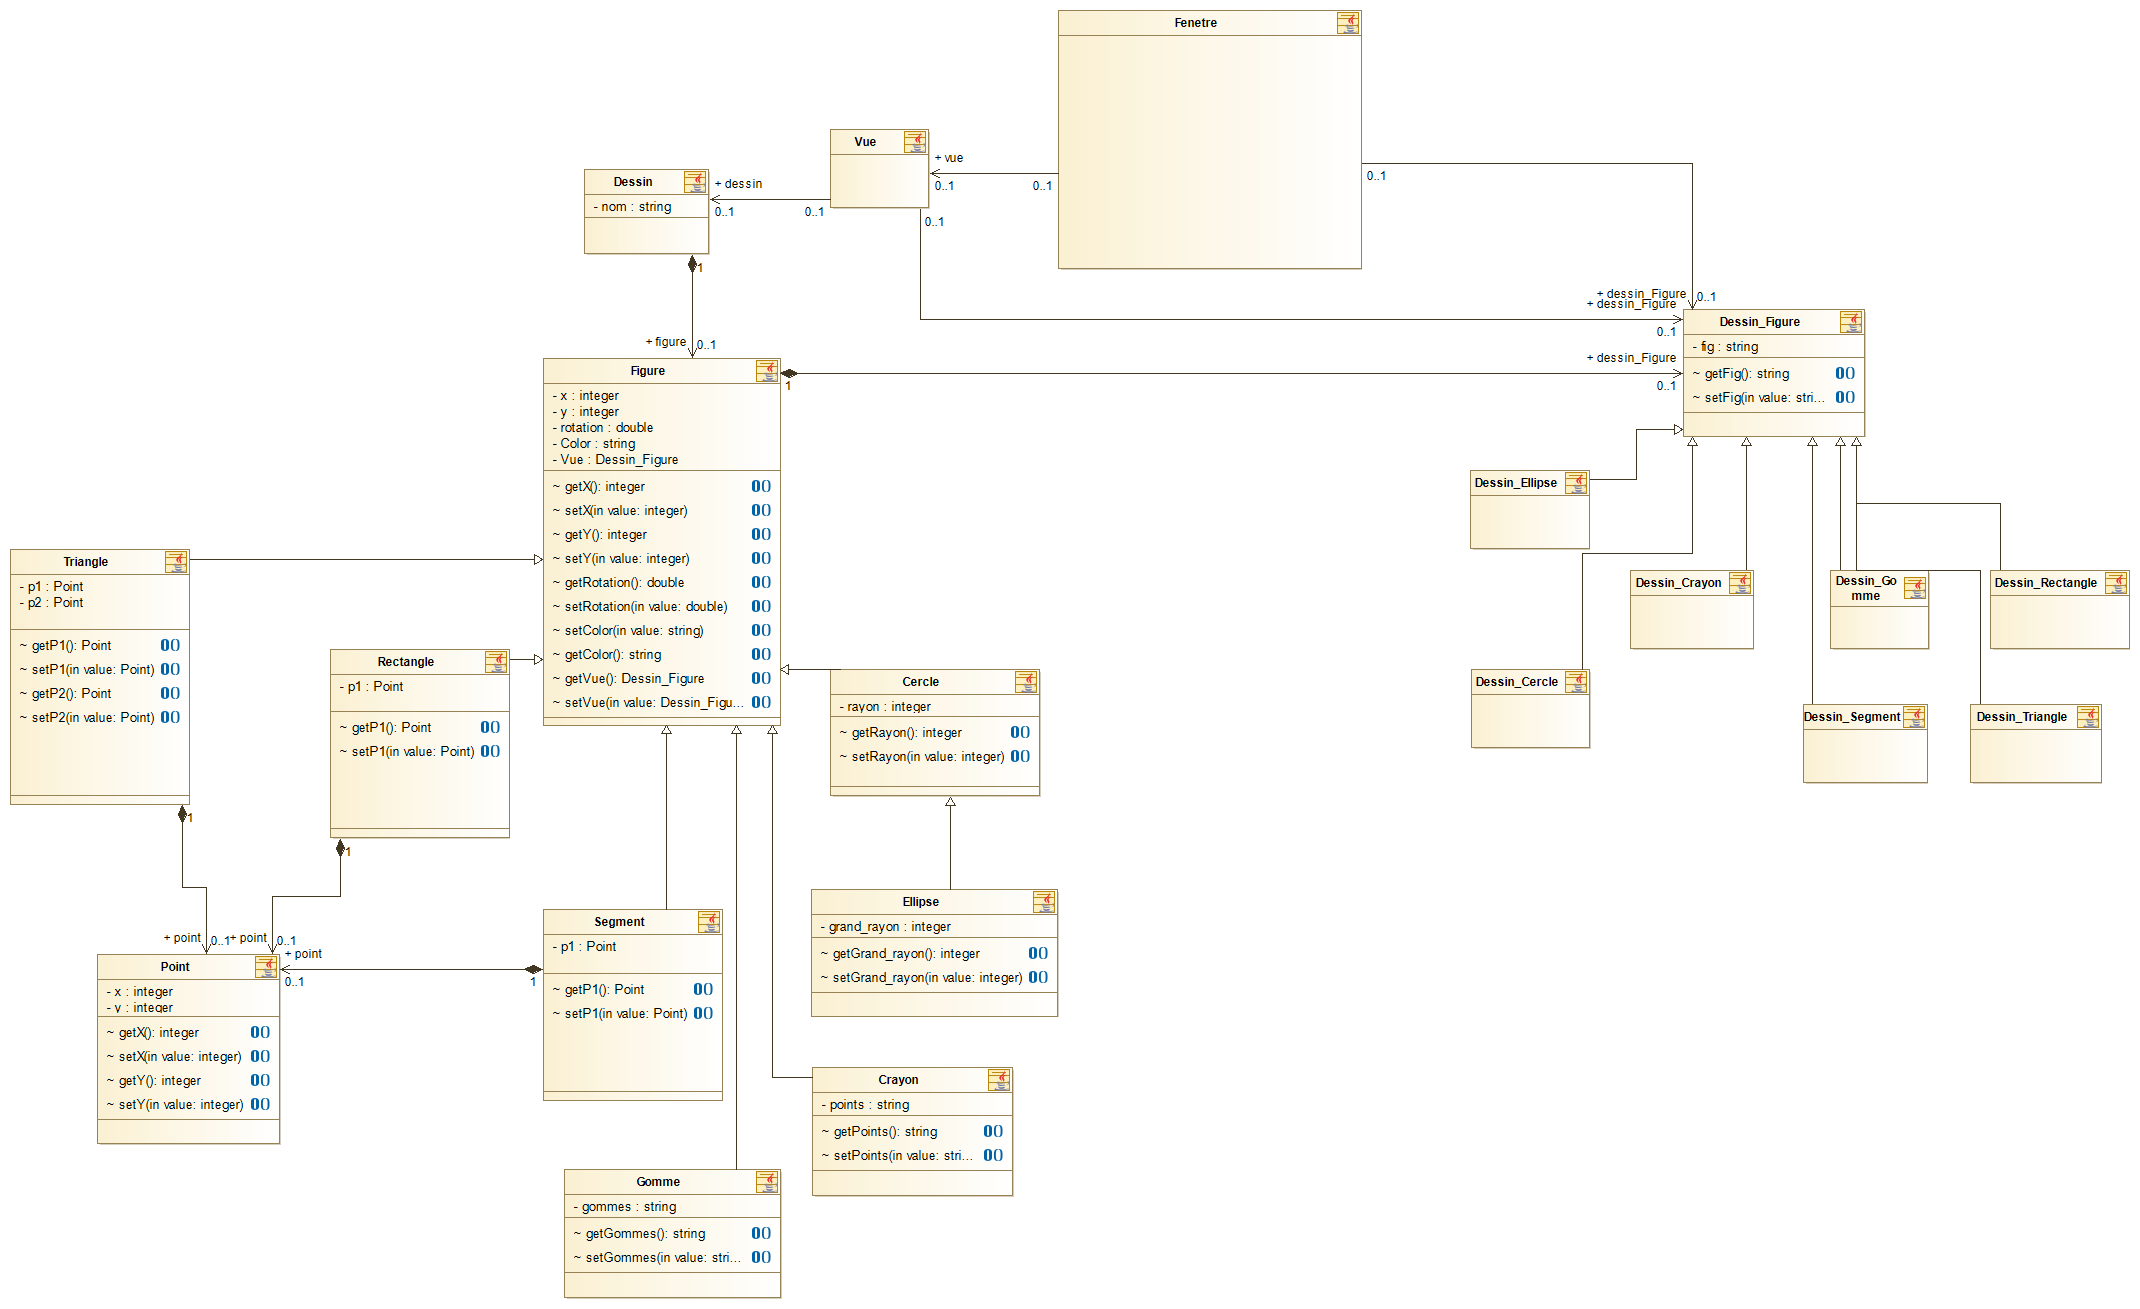 Fenetre
Vue
+ vue
0..1
0..1
0..1
0..1
Dessin
- nom : string
+ dessin
0..1
0..1
1
+ figure
0..1
+ dessin_Figure
0..1
+ dessin_Figure
0..1
+ dessin_Figure
0..1
1
Dessin_Figure
- fig : string
~ getFig(): string
~ setFig(in value: stri...
Figure
- x : integer
- y : integer
- rotation : double
- Color : string
- Vue : Dessin_Figure
~ getX(): integer
~ setX(in value: integer)
~ getY(): integer
~ setY(in value: integer)
~ getRotation(): double
~ setRotation(in value: double)
~ setColor(in value: string)
~ getColor(): string
~ getVue(): Dessin_Figure
~ setVue(in value: Dessin_Figu...
Dessin_Ellipse
Dessin_Crayon
Dessin_Go
mme
Dessin_Rectangle
Dessin_Cercle
Dessin_Segment
Dessin_Triangle
Triangle
- p1 : Point
- p2 : Point
~ getP1(): Point
~ setP1(in value: Point)
~ getP2(): Point
~ setP2(in value: Point)
1
Rectangle
- p1 : Point
~ getP1(): Point
~ setP1(in value: Point)
1
Cercle
- rayon : integer
~ getRayon(): integer
~ setRayon(in value: integer)
Ellipse
- grand_rayon : integer
~ getGrand_rayon(): integer
~ setGrand_rayon(in value: integer)
Segment
- p1 : Point
~ getP1(): Point
~ setP1(in value: Point)
1
+ point
0..1
+ point
0..1
+ point
0..1
Point
- x : integer
- y : integer
~ getX(): integer
~ setX(in value: integer)
~ getY(): integer
~ setY(in value: integer)
Crayon
- points : string
~ getPoints(): string
~ setPoints(in value: stri...
Gomme
- gommes : string
~ getGommes(): string
~ setGommes(in value: stri...